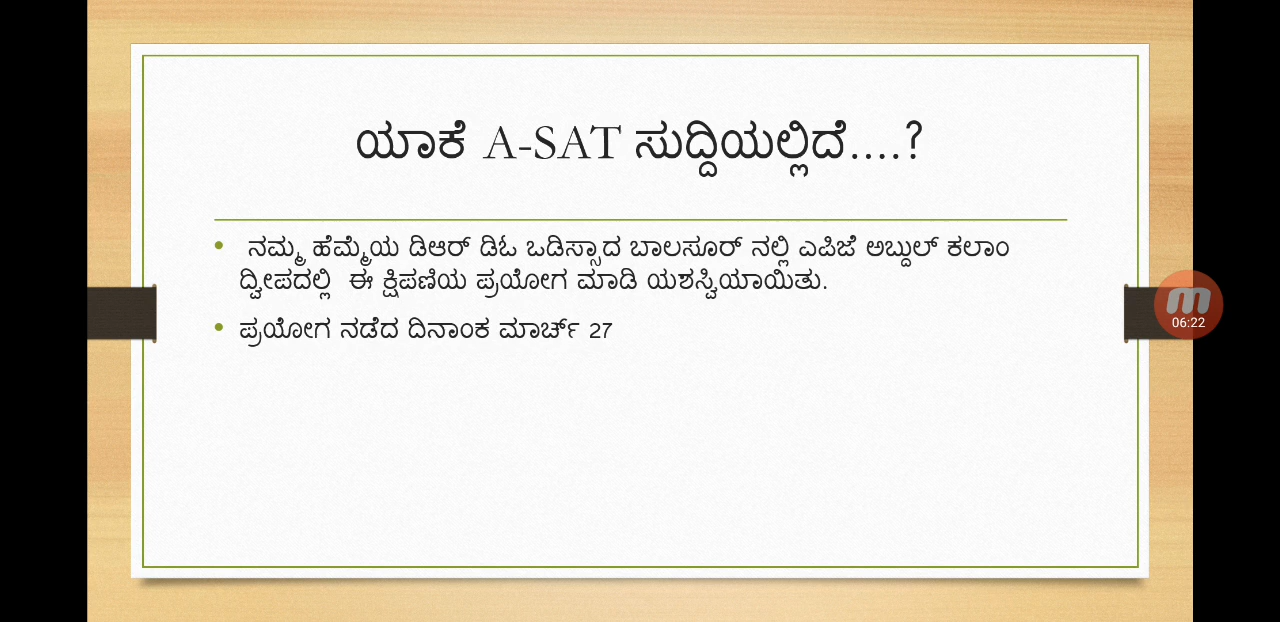 ಯಾಕೆ A-SAT ಸುದ್ದಿಯಲ್ಲಿದೆ....?
• ನಮ್ಮ ಹೆಮ್ಮೆಯ ಡಿಆರ್ ಡಿಓ ಒಡಿಸ್ಸಾದ ಬಾಲಸೂರ್ ನಲ್ಲಿ ಎಪಿಜೆ ಅಬ್ದುಲ್ ಕಲಾಂ
ದ್ವೀಪದಲ್ಲಿ ಈ ಕ್ಷಿಪಣಿಯ ಪ್ರಯೋಗ ಮಾಡಿ ಯಶಸ್ವಿಯಾಯಿತು.
• ಪ್ರಯೋಗ ನಡೆದ ದಿನಾಂಕ ಮಾರ್ಚ್ 27
m
06:22